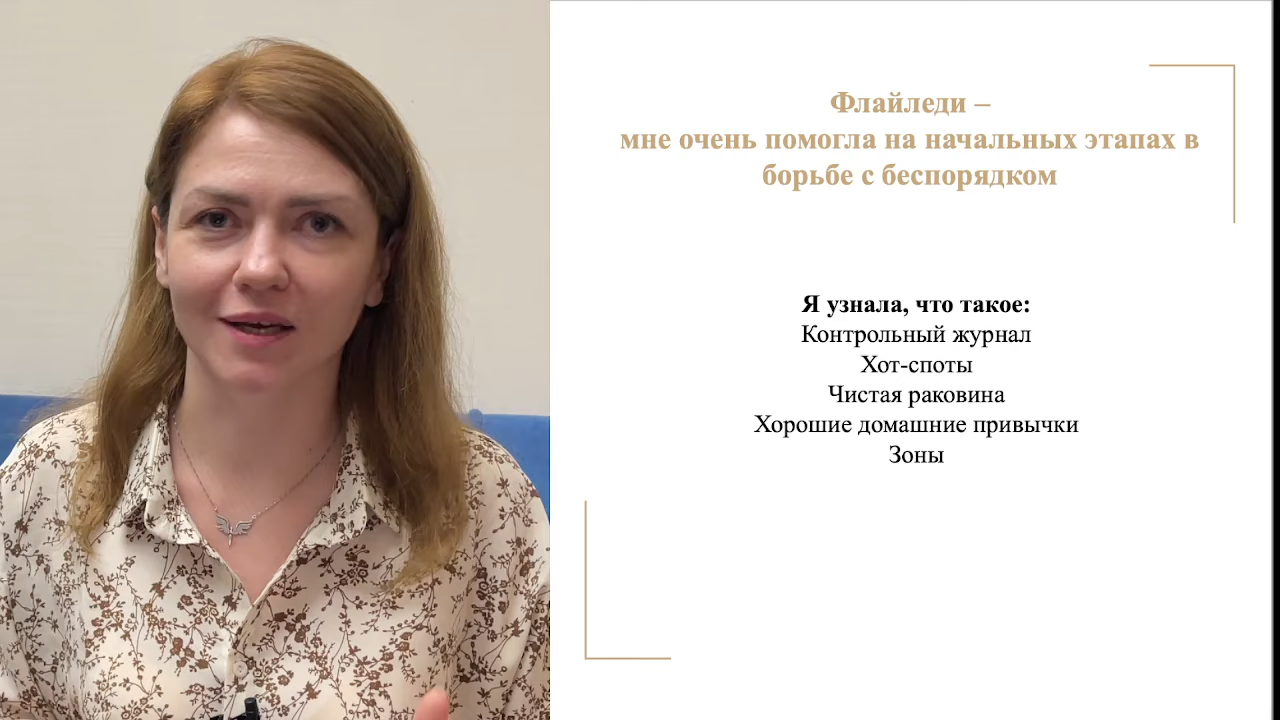 Флайледи –
мне очень помогла на начальных этапах в
борьбе с беспорядком
Я узнала, что такое:
Контрольный журнал
Хот-споты
Чистая раковина
Хорошие домашние привычки
Зоны